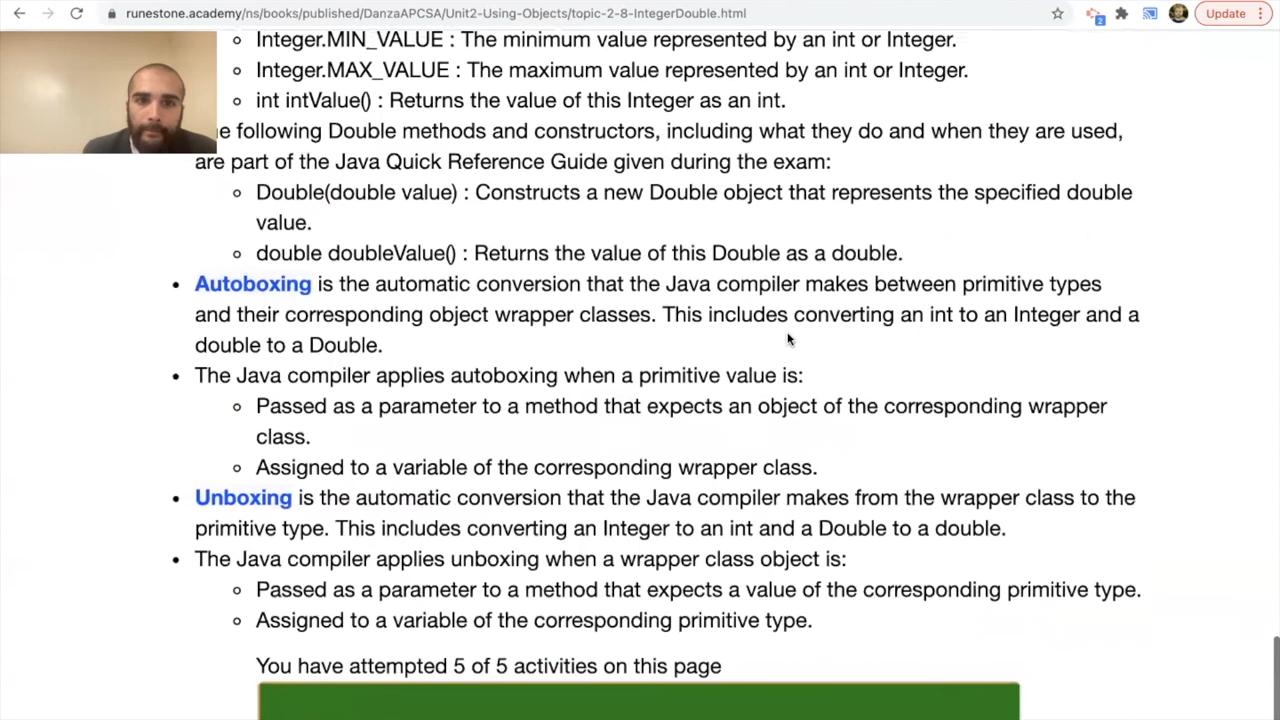 runestone.academy/ns/books/published/DanzaAPCSA/Unit2-Using-Objects/topic-2-8-IntegerDouble.html
2
Update
Integer.MIN_VALUE : The minimum value represented by an int or Integer.
Integer.MAX_VALUE : The maximum value represented by an int or Integer.
int intValue() : Returns the value of this Integer as an int.
e following Double methods and constructors, including what they do and when they are used,
are part of the Java Quick Reference Guide given during the exam:
Double(double value) : Constructs a new Double object that represents the specified double
value.
double doubleValue() : Returns the value of this Double as a double.
Autoboxing is the automatic conversion that the Java compiler makes between primitive types
and their corresponding object wrapper classes. This includes converting an int to an Integer and a
double to a Double.
The Java compiler applies autoboxing when a primitive value is:
Passed as a parameter to a method that expects an object of the corresponding wrapper
class.
Assigned to a variable of the corresponding wrapper class.
Unboxing is the automatic conversion that the Java compiler makes from the wrapper class to the
primitive type. This includes converting an Integer to an int and a Double to a double.
The Java compiler applies unboxing when a wrapper class object is:
Passed as a parameter to a method that expects a value of the corresponding primitive type.
Assigned to a variable of the corresponding primitive type.
You have attempted 5 of 5 activities on this page